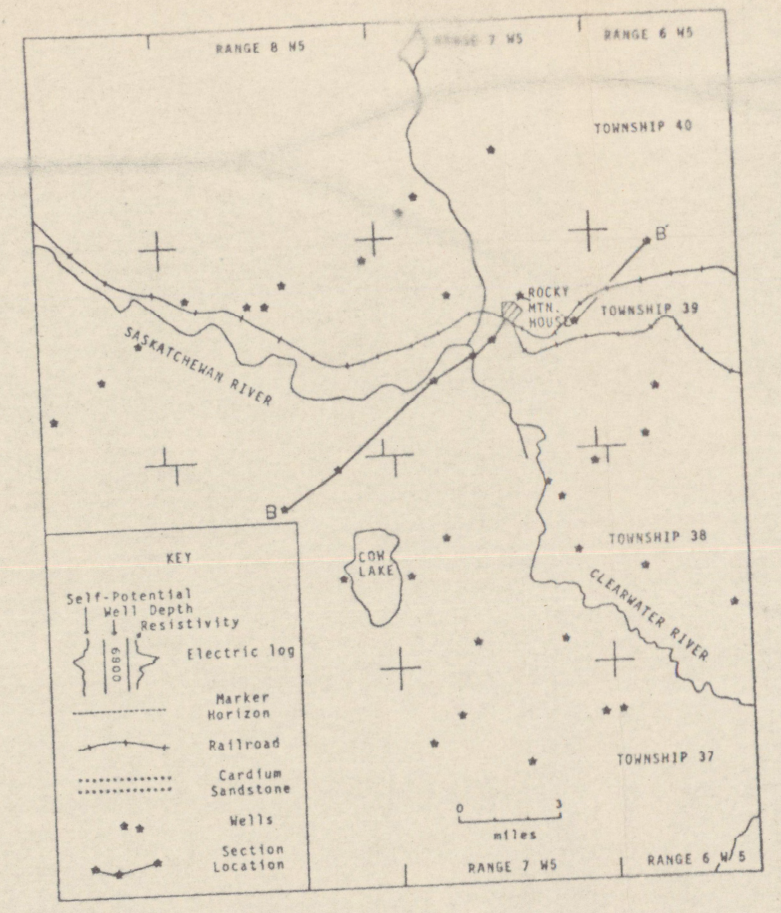 RANGE 8 W5
RANGE 7 W5
RANGE 6 W5
TOWNSHIP 40
B'
ROCKY
MTN.
HOUSE
TOWNSHIP 39
SASKATCHEWAN RIVER
B
COW
LAKE
TOWNSHIP 38
CLEARWATER RIVER
KEY
Self-Potential
Well Depth
Resistivity
6800
Electric log
Marker
Horizon
Railroad
Cardium
Sandstone
Wells
Section
Location
TOWNSHIP 37
0 3
miles
RANGE 7 W5
RANGE 6 W 5